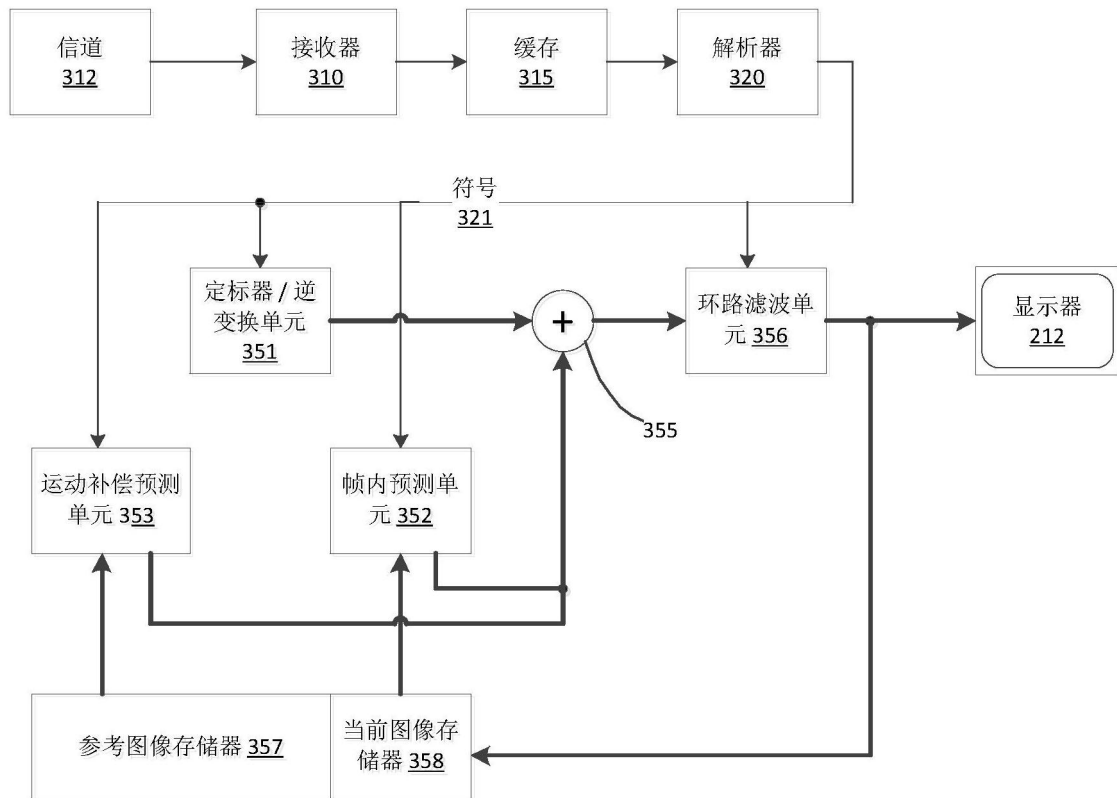 信道
312
接收器
310
缓存
315
解析器
320
符号
321
定标器 / 逆
变换单元
351
+
355
环路滤波单
元 356
显示器
212
运动补偿预测
单元 353
帧内预测单
元 352
参考图像存储器 357
当前图像存
储器 358